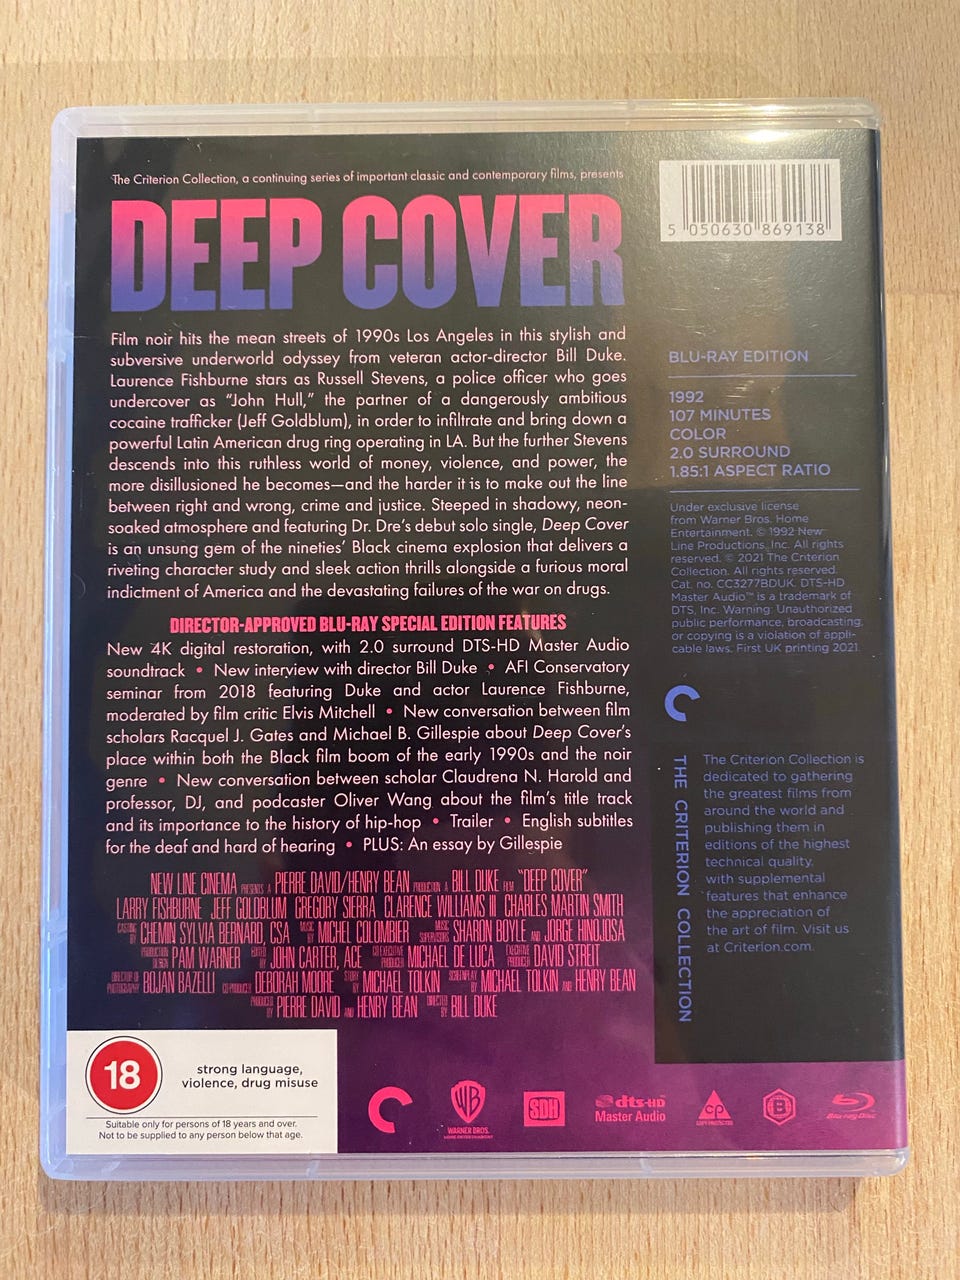 The Criterion Collection, a continuing series of important classic and contemporary films, presents
DEEP COVER
Film noir hits the mean streets of 1990s Los Angeles in this stylish and
subversive underworld odyssey from veteran actor-director Bill Duke.
Laurence Fishburne stars as Russell Stevens, a police officer who goes
undercover as “John Hull,” the partner of a dangerously ambitious
cocaine trafficker (Jeff Goldblum), in order to infiltrate and bring down a
powerful Latin American drug ring operating in LA. But the further Stevens
descends into this ruthless world of money, violence, and power, the
more disillusioned he becomes—and the harder it is to make out the line
between right and wrong, crime and justice. Steeped in shadowy, neon-
soaked atmosphere and featuring Dr. Dre’s debut solo single, Deep Cover
is an unsung gem of the nineties’ Black cinema explosion that delivers a
riveting character study and sleek action thrills alongside a furious moral
indictment of America and the devastating failures of the war on drugs.
DIRECTOR-APPROVED BLU-RAY SPECIAL EDITION FEATURES
New 4K digital restoration, with 2.0 surround DTS-HD Master Audio
soundtrack • New interview with director Bill Duke • AFI Conservatory
seminar from 2018 featuring Duke and actor Laurence Fishburne,
moderated by film critic Elvis Mitchell • New conversation between film
scholars Racquel J. Gates and Michael B. Gillespie about Deep Cover’s
place within both the Black film boom of the early 1990s and the noir
genre • New conversation between scholar Claudrena N. Harold and
professor, DJ, and podcaster Oliver Wang about the film’s title track
and its importance to the history of hip-hop • Trailer • English subtitles
for the deaf and hard of hearing • PLUS: An essay by Gillespie
NEW LINE CINEMA PRESENTS A PIERRE DAVID/HENRY BEAN PRODUCTION A BILL DUKE FILM “DEEP COVER”
LARRY FISHBURNE JEFF GOLDBLUM GREGORY SIERRA CLARENCE WILLIAMS III CHARLES MARTIN SMITH
CASTING BY CHEMIN SYLVIA BERNARD, CSA MUSIC BY MICHEL COLOMBIER MUSIC SUPERVISORS SHARON BOYLE AND JORGE HINOJOSA
PRODUCTION DESIGN PAM WARNER EDITED BY JOHN CARTER, ACE CO-EXECUTIVE PRODUCER MICHAEL DE LUCA EXECUTIVE PRODUCER DAVID STREIT
DIRECTOR OF PHOTOGRAPHY BOJAN BAZELLI CO-PRODUCER DEBORAH MOORE STORY BY MICHAEL TOLKIN SCREENPLAY BY MICHAEL TOLKIN AND HENRY BEAN
PRODUCED BY PIERRE DAVID AND HENRY BEAN DIRECTED BY BILL DUKE
18
strong language,
violence, drug misuse
Suitable only for persons of 18 years and over.
Not to be supplied to any person below that age.
5 050630 869138
BLU-RAY EDITION
1992
107 MINUTES
COLOR
2.0 SURROUND
1.85:1 ASPECT RATIO
Under exclusive license
from Warner Bros. Home
Entertainment. © 1992 New
Line Productions, Inc. All rights
reserved. © 2021 The Criterion
Collection. All rights reserved.
Cat. no. CC3277BDUK. DTS-HD
Master Audio™ is a trademark of
DTS, Inc. Warning: Unauthorized
public performance, broadcasting,
or copying is a violation of appli-
cable laws. First UK printing 2021.
THE CRITERION COLLECTION
The Criterion Collection is
dedicated to gathering
the greatest films from
around the world and
publishing them in
editions of the highest
technical quality,
with supplemental
features that enhance
the appreciation of
the art of film. Visit us
at Criterion.com.
WB
WARNER BROS.
HOME ENTERTAINMENT
SDH
dts-HD
Master Audio
CP
COPY PROTECTED
B
Blu-ray Disc